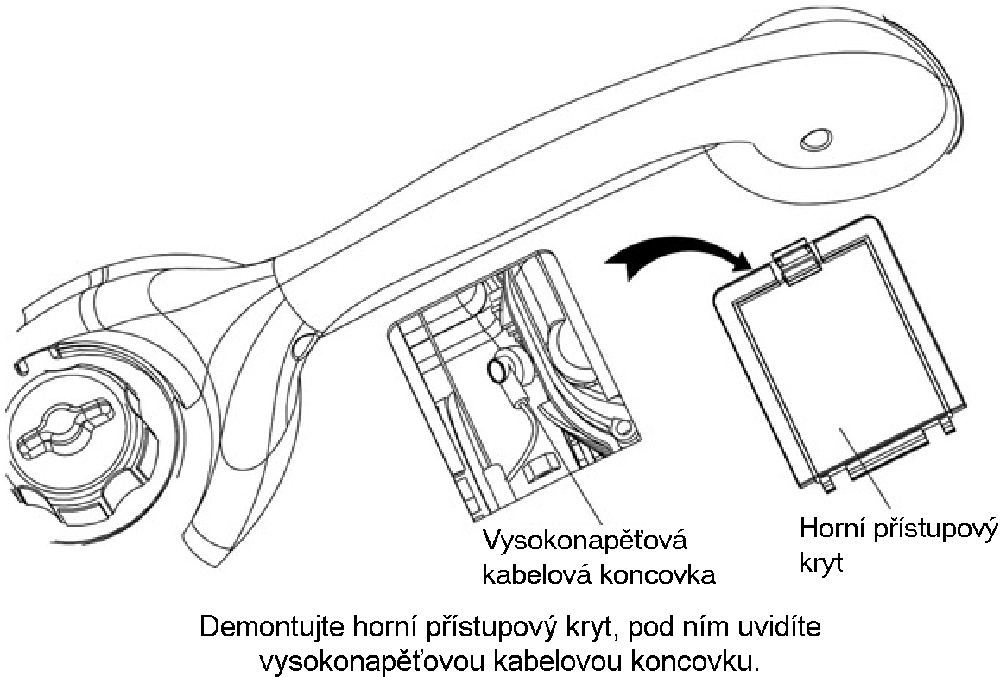 Vysokonapěťová
kabelová koncovka
Horní přístupový
kryt
Demontujte horní přístupový kryt, pod ním uvidíte
vysokonapěťovou kabelovou koncovku.